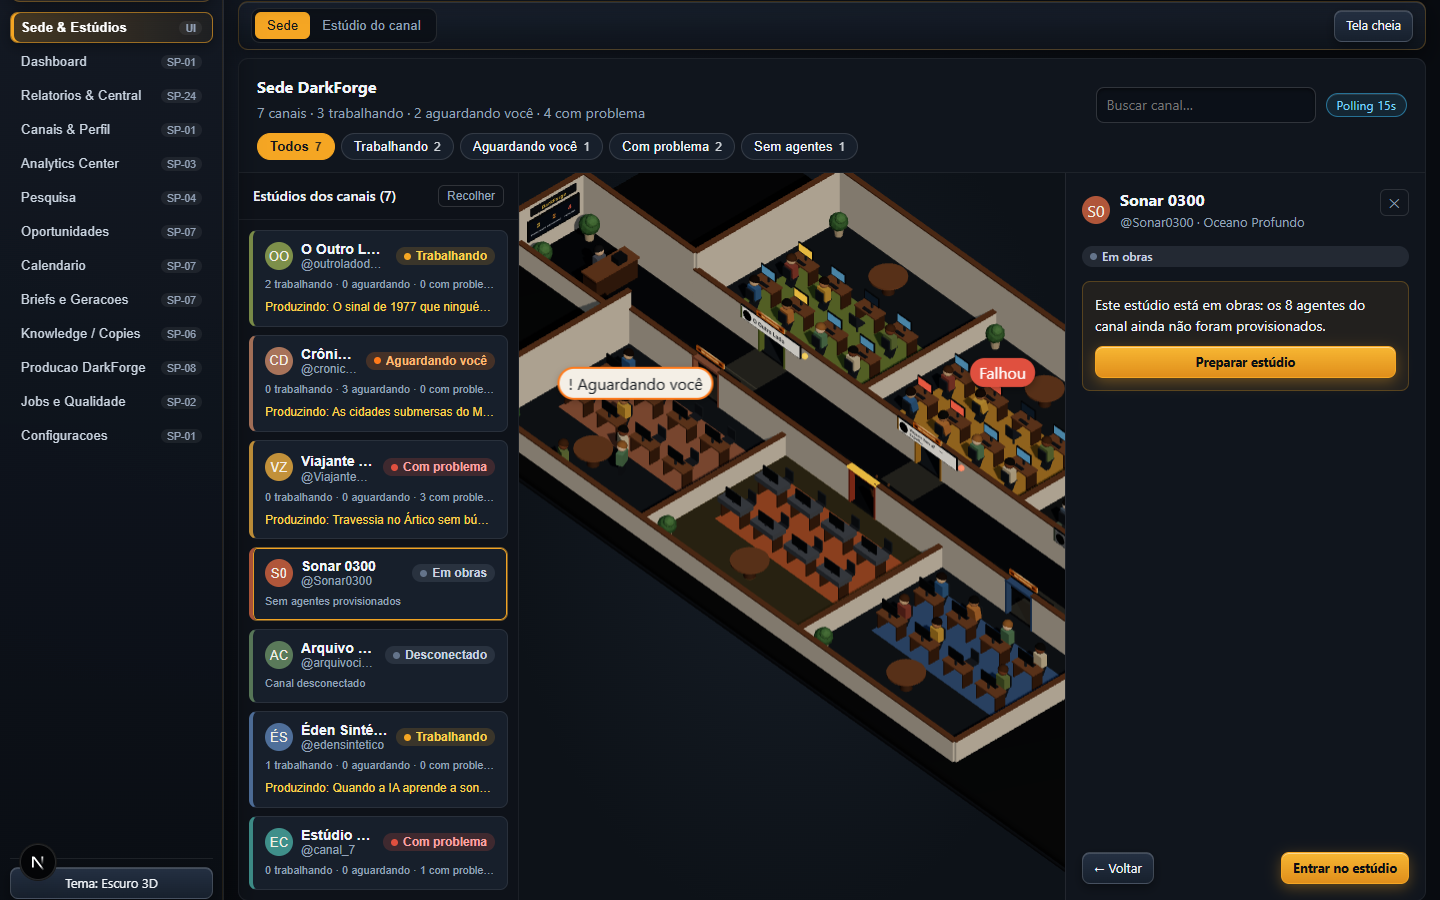 Sede & Estúdios UI
Dashboard SP-01
Relatorios & Central SP-24
Canais & Perfil SP-01
Analytics Center SP-03
Pesquisa SP-04
Oportunidades SP-07
Calendario SP-07
Briefs e Geracoes SP-07
Knowledge / Copies SP-06
Producao DarkForge SP-08
Jobs e Qualidade SP-02
Configuracoes SP-01
N
Tema: Escuro 3D
Sede Estúdio do canal
Tela cheia
Sede DarkForge
7 canais · 3 trabalhando · 2 aguardando você · 4 com problema
Buscar canal...
Polling 15s
Todos 7 Trabalhando 2 Aguardando você 1 Com problema 2 Sem agentes 1
Estúdios dos canais (7) Recolher
OO O Outro L... Trabalhando
@outroladod...
2 trabalhando · 0 aguardando · 0 com proble...
Produzindo: O sinal de 1977 que ningué...
CD Crôni... Aguardando você
@cronic...
0 trabalhando · 3 aguardando · 0 com proble...
Produzindo: As cidades submersas do M...
VZ Viajante ... Com problema
@Viajante...
0 trabalhando · 0 aguardando · 3 com proble...
Produzindo: Travessia no Ártico sem bú...
S0 Sonar 0300 Em obras
@Sonar0300
Sem agentes provisionados
AC Arquivo ... Desconectado
@arquivoci...
Canal desconectado
ÉS Éden Sinté... Trabalhando
@edensintetico
1 trabalhando · 0 aguardando · 0 com proble...
Produzindo: Quando a IA aprende a son...
EC Estúdio ... Com problema
@canal_7
0 trabalhando · 0 aguardando · 1 com proble...
! Aguardando você
Falhou
S0 Sonar 0300
@Sonar0300 · Oceano Profundo
Em obras
Este estúdio está em obras: os 8 agentes do
canal ainda não foram provisionados.
Preparar estúdio
← Voltar
Entrar no estúdio